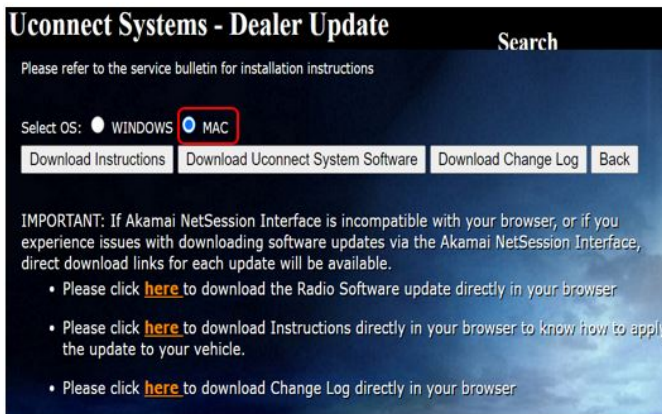 Uconnect Systems - Dealer Update
Search
Please refer to the service bulletin for installation instructions
Select OS: WINDOWS MAC
Download Instructions Download Uconnect System Software Download Change Log Back
IMPORTANT: If Akamai NetSession Interface is incompatible with your browser, or if you
experience issues with downloading software updates via the Akamai NetSession Interface,
direct download links for each update will be available.
• Please click here to download the Radio Software update directly in your browser
• Please click here to download Instructions directly in your browser to know how to apply
the update to your vehicle.
• Please click here to download Change Log directly in your browser